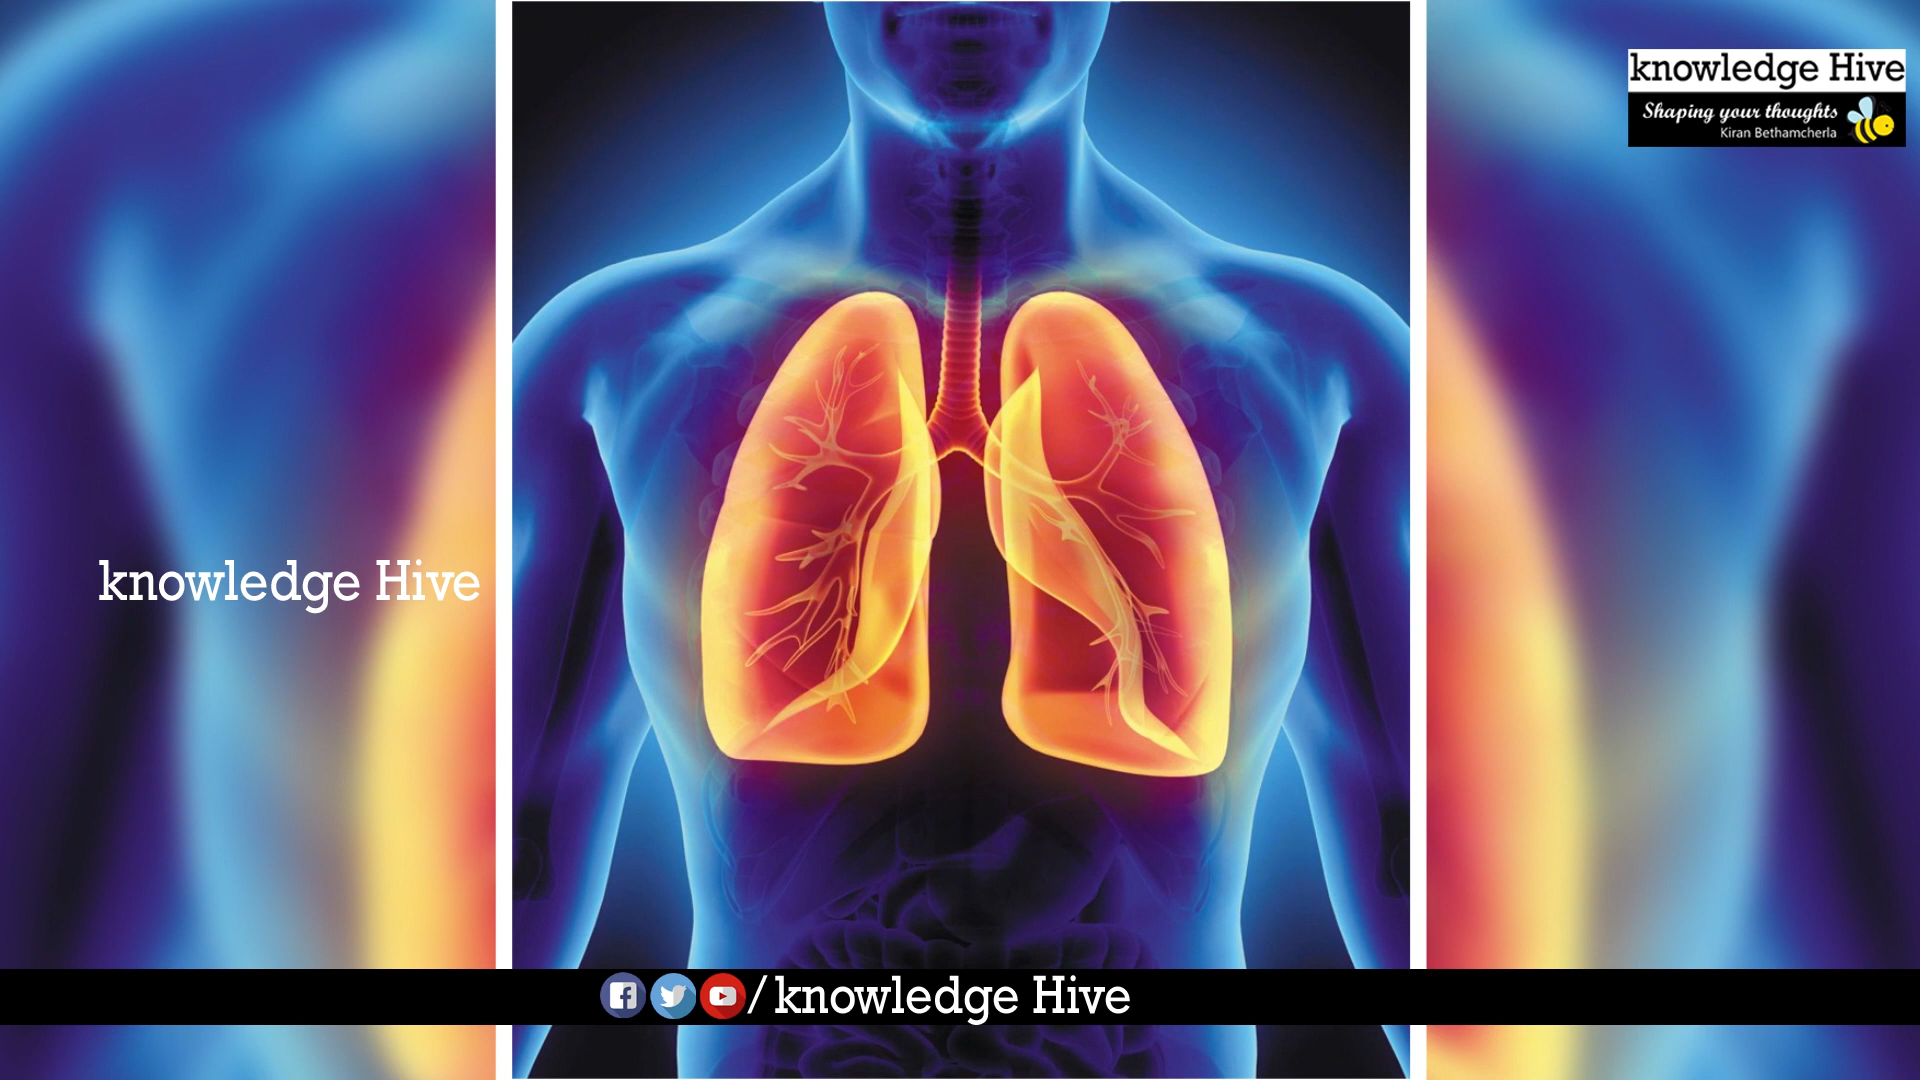 knowledge Hive
Shaping your thoughts
Kiran Bethamcherla
knowledge Hive
/ knowledge Hive